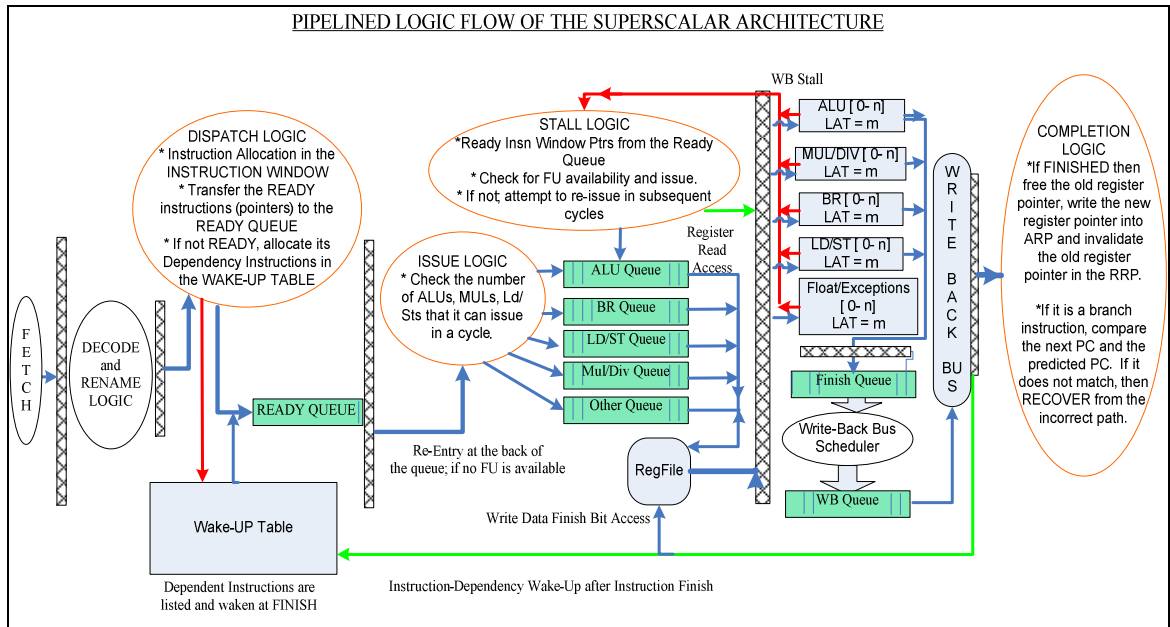 PIPELINED LOGIC FLOW OF THE SUPERSCALAR ARCHITECTURE
FETCH
DECODE
and
RENAME
LOGIC
DISPATCH LOGIC
*Instruction Allocation in the
INSTRUCTION WINDOW
*Transfer the READY
instructions (pointers) to the
READY QUEUE
* If not READY, allocate its
Dependency Instructions in
the WAKE-UP TABLE
READY QUEUE
Wake-UP Table
Dependent Instructions are
listed and waken at FINISH
STALL LOGIC
*Ready Insn Window Ptrs from the Ready
Queue
* Check for FU availability and issue.
* If not; attempt to re-issue in subsequent
cycles
ISSUE LOGIC
* Check the number
of ALUs, MULs, Ld/
Sts that it can issue
in a cycle.
Re-Entry at the back of
the queue; if no FU is available
ALU Queue
BR Queue
LD/ST Queue
Mul/Div Queue
Other Queue
Register
Read
Access
RegFile
Write Data Finish Bit Access
Instruction-Dependency Wake-Up after Instruction Finish
WB Stall
ALU [ 0- n]
LAT = m
MUL/DIV [ 0- n]
LAT = m
BR [ 0- n]
LAT = m
LD/ST [ 0- n]
LAT = m
Float/Exceptions
[ 0- n]
LAT = m
Finish Queue
Write-Back Bus
Scheduler
WB Queue
WRITE BACK BUS
COMPLETION
LOGIC
*If FINISHED then
free the old register
pointer, write the new
register pointer into
ARP and invalidate
the old register
pointer in the RRP.
*If it is a branch
instruction, compare
the next PC and the
predicted PC. If it
does not match, then
RECOVER from the
incorrect path.